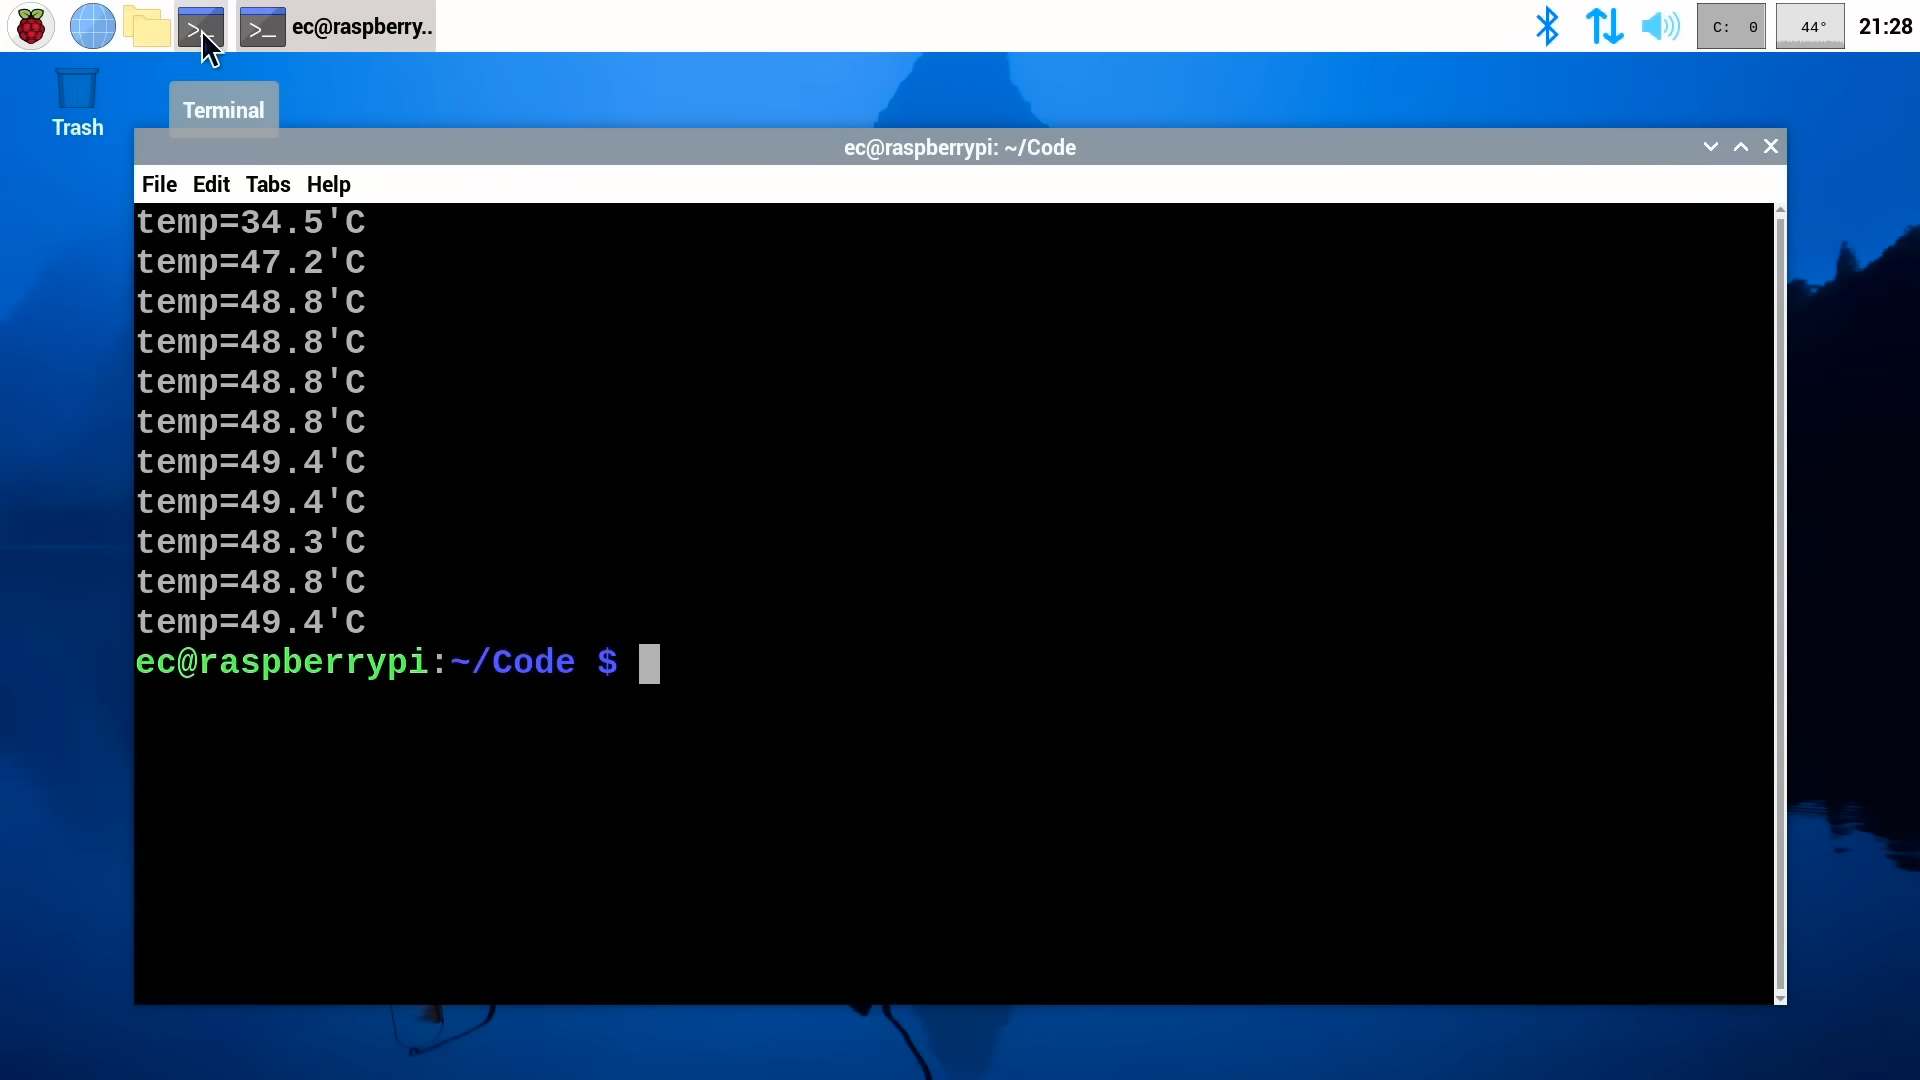 >_ >_ ec@raspberry.. C: 0 44° 21:28
Trash
Terminal
ec@raspberrypi: ~/Code
File Edit Tabs Help
temp=34.5'C
temp=47.2'C
temp=48.8'C
temp=48.8'C
temp=48.8'C
temp=48.8'C
temp=49.4'C
temp=49.4'C
temp=48.3'C
temp=48.8'C
temp=49.4'C
ec@raspberrypi:~/Code $